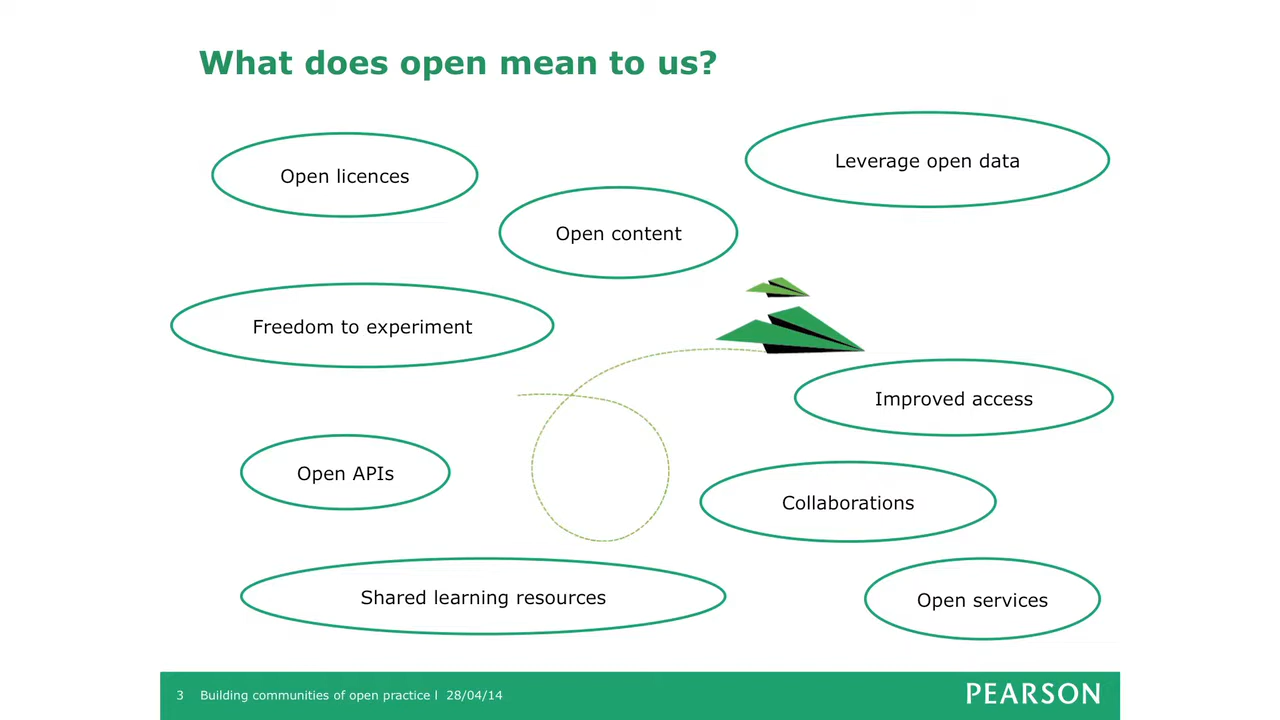 What does open mean to us?
Open licences
Leverage open data
Open content
Freedom to experiment
Improved access
Open APIs
Collaborations
Shared learning resources
Open services
3 Building communities of open practice l 28/04/14
PEARSON